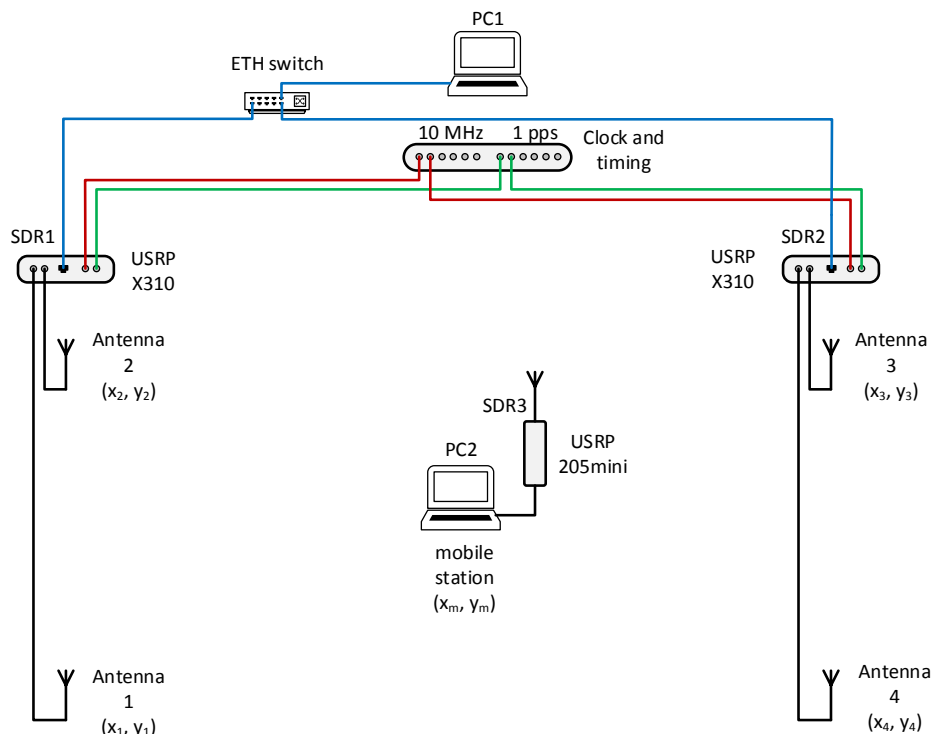 PC1
ETH switch
10 MHz
1 pps
Clock and
timing
SDR1
USRP
X310
SDR2
USRP
X310
Antenna
2
(x₂, y₂)
Antenna
3
(x₃, y₃)
SDR3
USRP
205mini
PC2
mobile
station
(xₘ, yₘ)
Antenna
1
(x₁, y₁)
Antenna
4
(x₄, y₄)